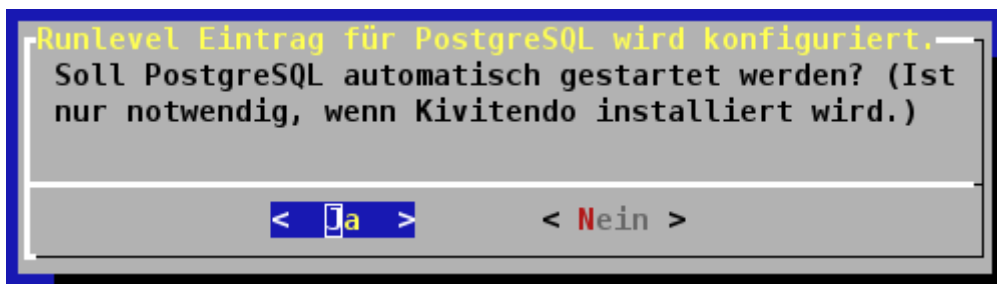 Runlevel Eintrag für PostgreSQL wird konfiguriert.
Soll PostgreSQL automatisch gestartet werden? (Ist
nur notwendig, wenn Kivitendo installiert wird.)
< Ja > < Nein >